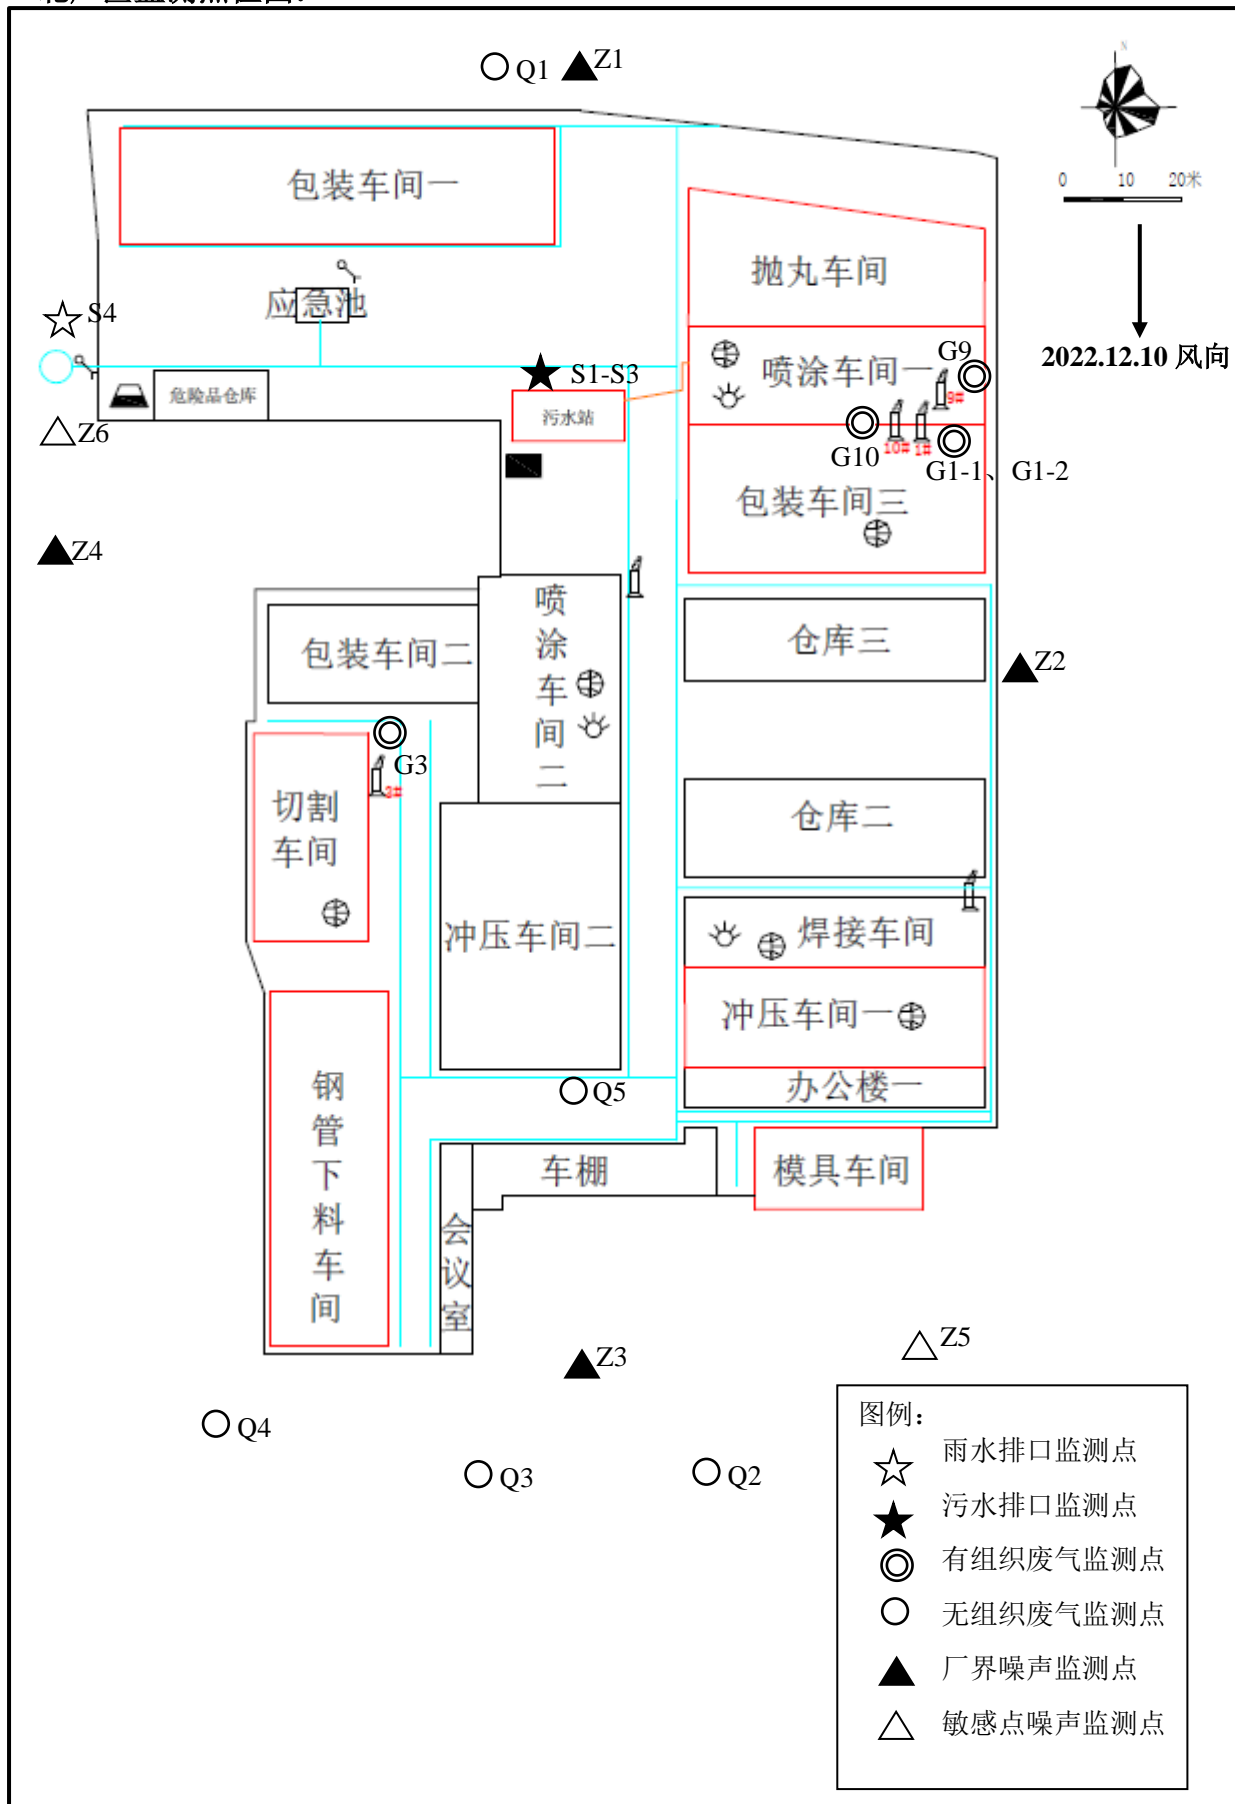 Q1
Z1
N
0 10 20米
包装车间一
抛丸车间
应急池
S4
2022.12.10 风向
S1-S3
喷涂车间一
G9
9#
危险品仓库
污水站
Z6
G10
10#
1#
G1-1、G1-2
包装车间三
Z4
喷涂车间二
仓库三
包装车间二
Z2
G3
3#
切割
车间
仓库二
冲压车间二
焊接车间
冲压车间一
钢管下料车间
Q5
办公楼一
车棚
模具车间
会议室
Z3
Z5
Q4
Q3
Q2
图例：
雨水排口监测点
污水排口监测点
有组织废气监测点
无组织废气监测点
厂界噪声监测点
敏感点噪声监测点